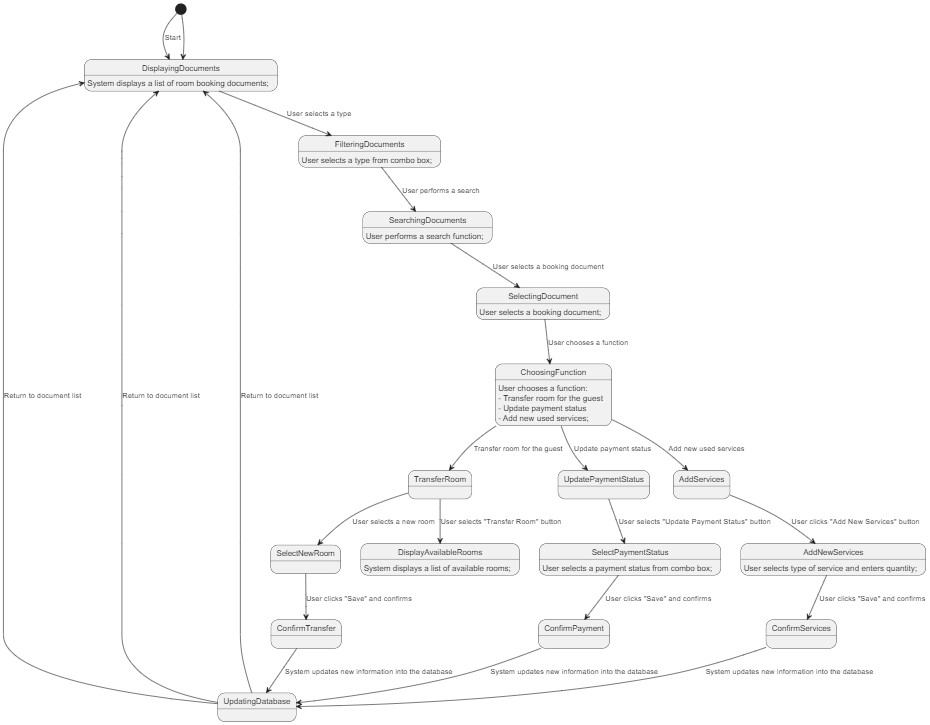 Start
DisplayingDocuments
System displays a list of room booking documents;
User selects a type
FilteringDocuments
User selects a type from combo box;
User performs a search
SearchingDocuments
User performs a search function;
User selects a booking document
SelectingDocument
User selects a booking document;
User chooses a function
ChoosingFunction
User chooses a function:
- Transfer room for the guest
- Update payment status
- Add new used services;
Return to document list
Return to document list
Return to document list
Transfer room for the guest
Update payment status
Add new used services
TransferRoom
UpdatePaymentStatus
AddServices
User selects a new room
User selects "Transfer Room" button
User selects "Update Payment Status" button
User clicks "Add New Services" button
SelectNewRoom
DisplayAvailableRooms
System displays a list of available rooms;
SelectPaymentStatus
User selects a payment status from combo box;
AddNewServices
User selects type of service and enters quantity;
User clicks "Save" and confirms
User clicks "Save" and confirms
User clicks "Save" and confirms
ConfirmTransfer
ConfirmPayment
ConfirmServices
System updates new information into the database
System updates new information into the database
System updates new information into the database
UpdatingDatabase